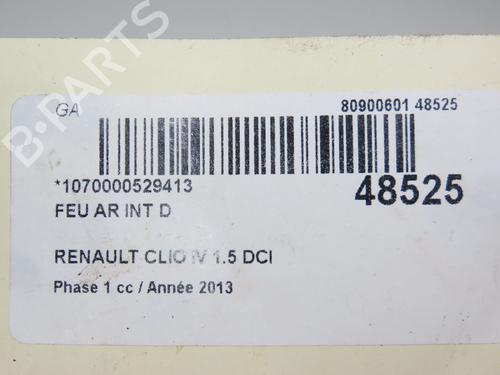 GA
80900601 48525
*1070000529413
48525
FEU AR INT D
RENAULT CLIO IV 1.5 DCI
Phase 1 cc / Année 2013
B-PARTS